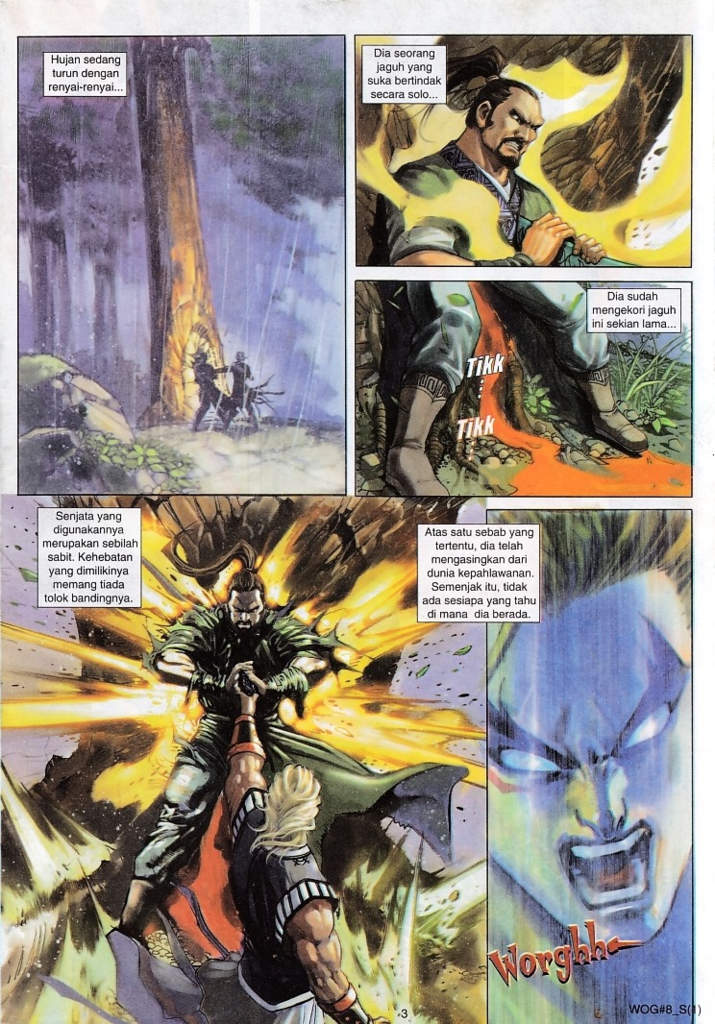 Hujan sedang
turun dengan
renyai-renyai...
Dia seorang
jaguh yang
suka bertindak
secara solo...
Dia sudah
mengekori jaguh
ini sekian lama...
Tikk
Tikk
Senjata yang
digunakannya
merupakan sebilah
sabit. Kehebatan
yang dimilikinya
memang tiada
tolok bandingnya.
Atas satu sebab yang
tertentu, dia telah
mengasingkan dari
dunia kepahlawanan.
Semenjak itu, tidak
ada sesiapa yang tahu
di mana dia berada.
Worghh
3
WOG#8_S(1)